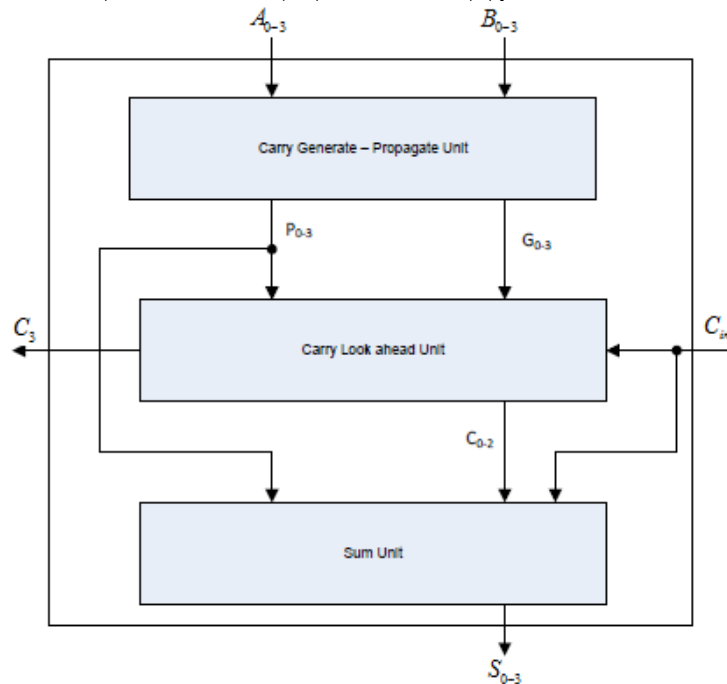 A₀₋₃ B₀₋₃
Carry Generate – Propagate Unit
P₀₋₃
G₀₋₃
C₃
Carry Look ahead Unit
C₀₋₂
Sum Unit
S₀₋₃